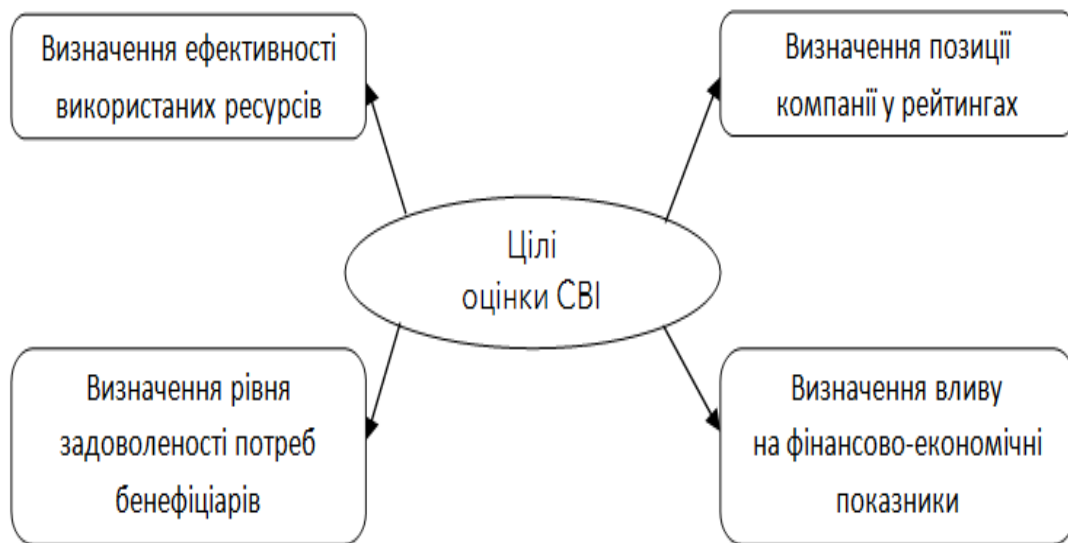 Визначення ефективності
використаних ресурсів
Визначення позиції
компанії у рейтингах
Цілі
оцінки СВІ
Визначення рівня
задоволеності потреб
бенефіціарів
Визначення вливу
на фінансово-економічні
показники